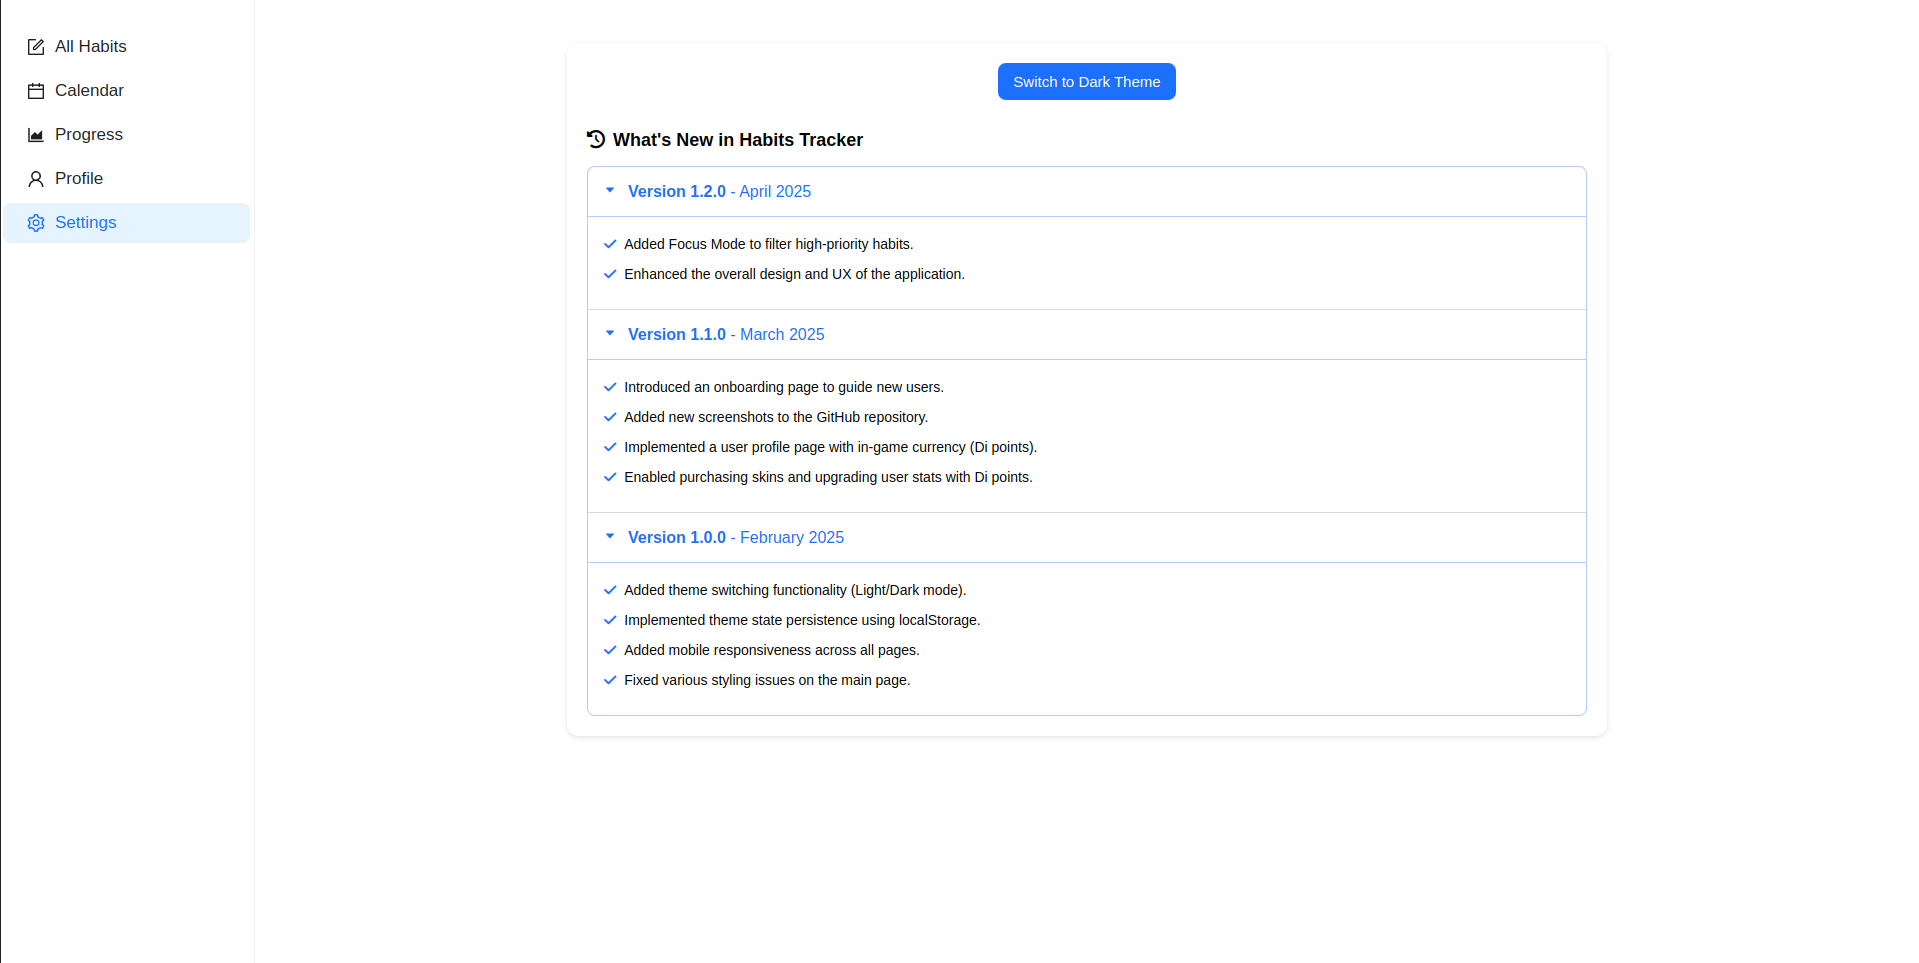 All Habits
Calendar
Progress
Profile
Settings
Switch to Dark Theme
What's New in Habits Tracker
Version 1.2.0 - April 2025
Added Focus Mode to filter high-priority habits.
Enhanced the overall design and UX of the application.
Version 1.1.0 - March 2025
Introduced an onboarding page to guide new users.
Added new screenshots to the GitHub repository.
Implemented a user profile page with in-game currency (Di points).
Enabled purchasing skins and upgrading user stats with Di points.
Version 1.0.0 - February 2025
Added theme switching functionality (Light/Dark mode).
Implemented theme state persistence using localStorage.
Added mobile responsiveness across all pages.
Fixed various styling issues on the main page.